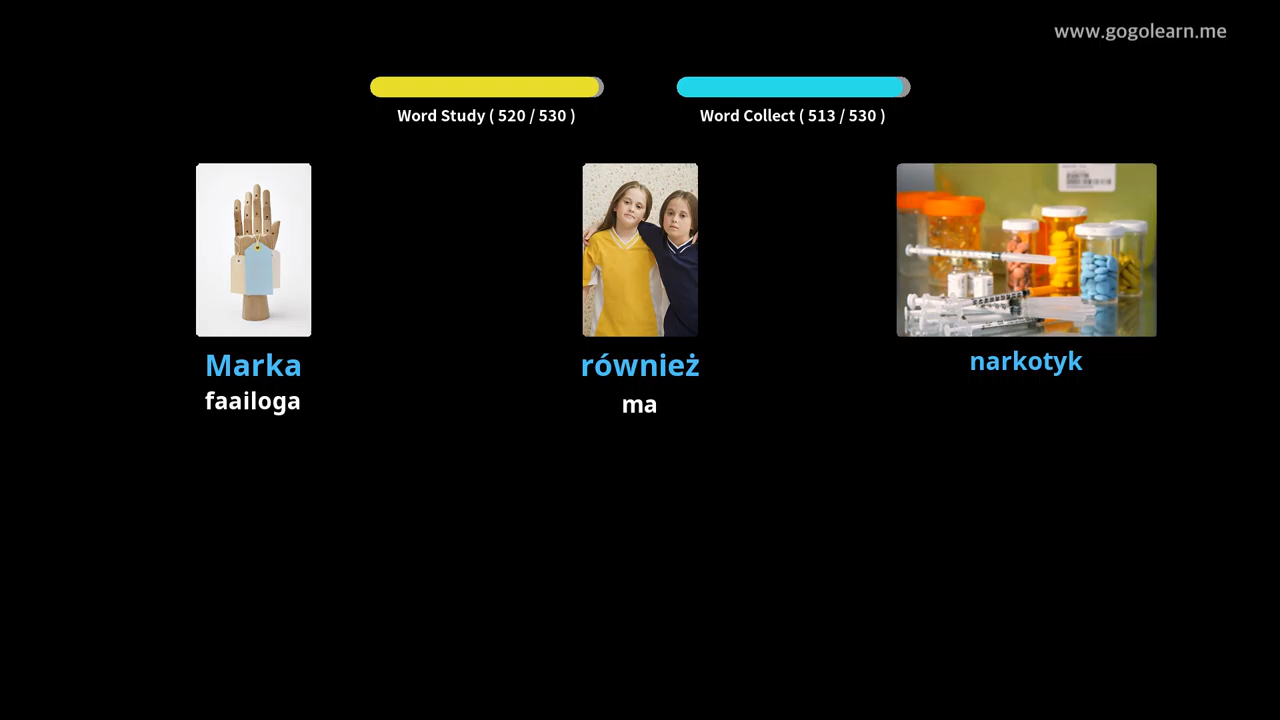 www.gogolearn.me
Word Study ( 520 / 530 )
Word Collect ( 513 / 530 )
Marka
faailoga
również
ma
narkotyk